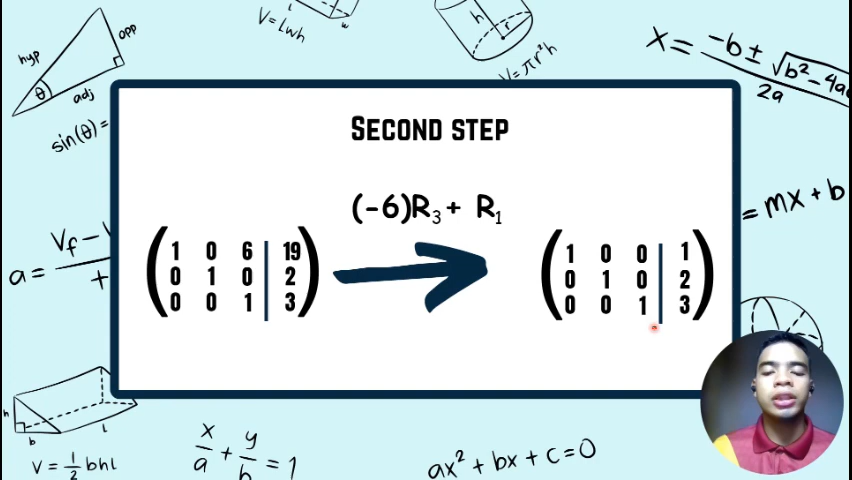 hyp
opp
θ
adj
sin(θ)=
V=Lwh
w
h
r
V=πr²h
x= -b± √b²-4ac
2a
SECOND STEP
(-6)R₃+ R₁
1 0 6 19
0 1 0 2
0 0 1 3
1 0 0 1
0 1 0 2
0 0 1 3
a= Vf-V
t
= mx + b
h
b
l
V = ½ bhl
x/a + y/b = 1
ax² + bx + c = 0